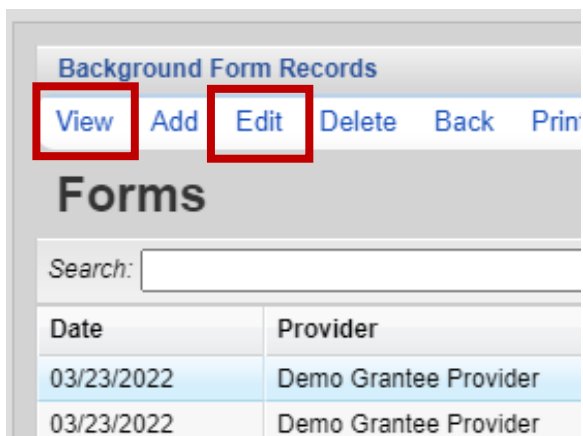 Background Form Records
View Add Edit Delete Back Print
Forms
Search:
Date Provider
03/23/2022 Demo Grantee Provider
03/23/2022 Demo Grantee Provider